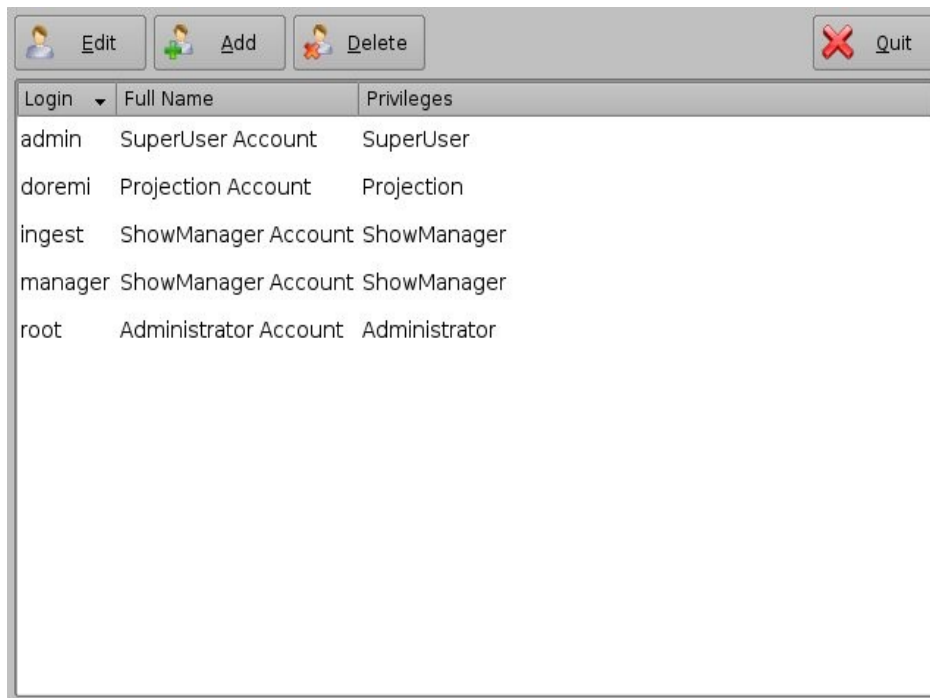 Edit Add Delete Quit
Login Full Name Privileges
admin SuperUser Account SuperUser
doremi Projection Account Projection
ingest ShowManager Account ShowManager
manager ShowManager Account ShowManager
root Administrator Account Administrator